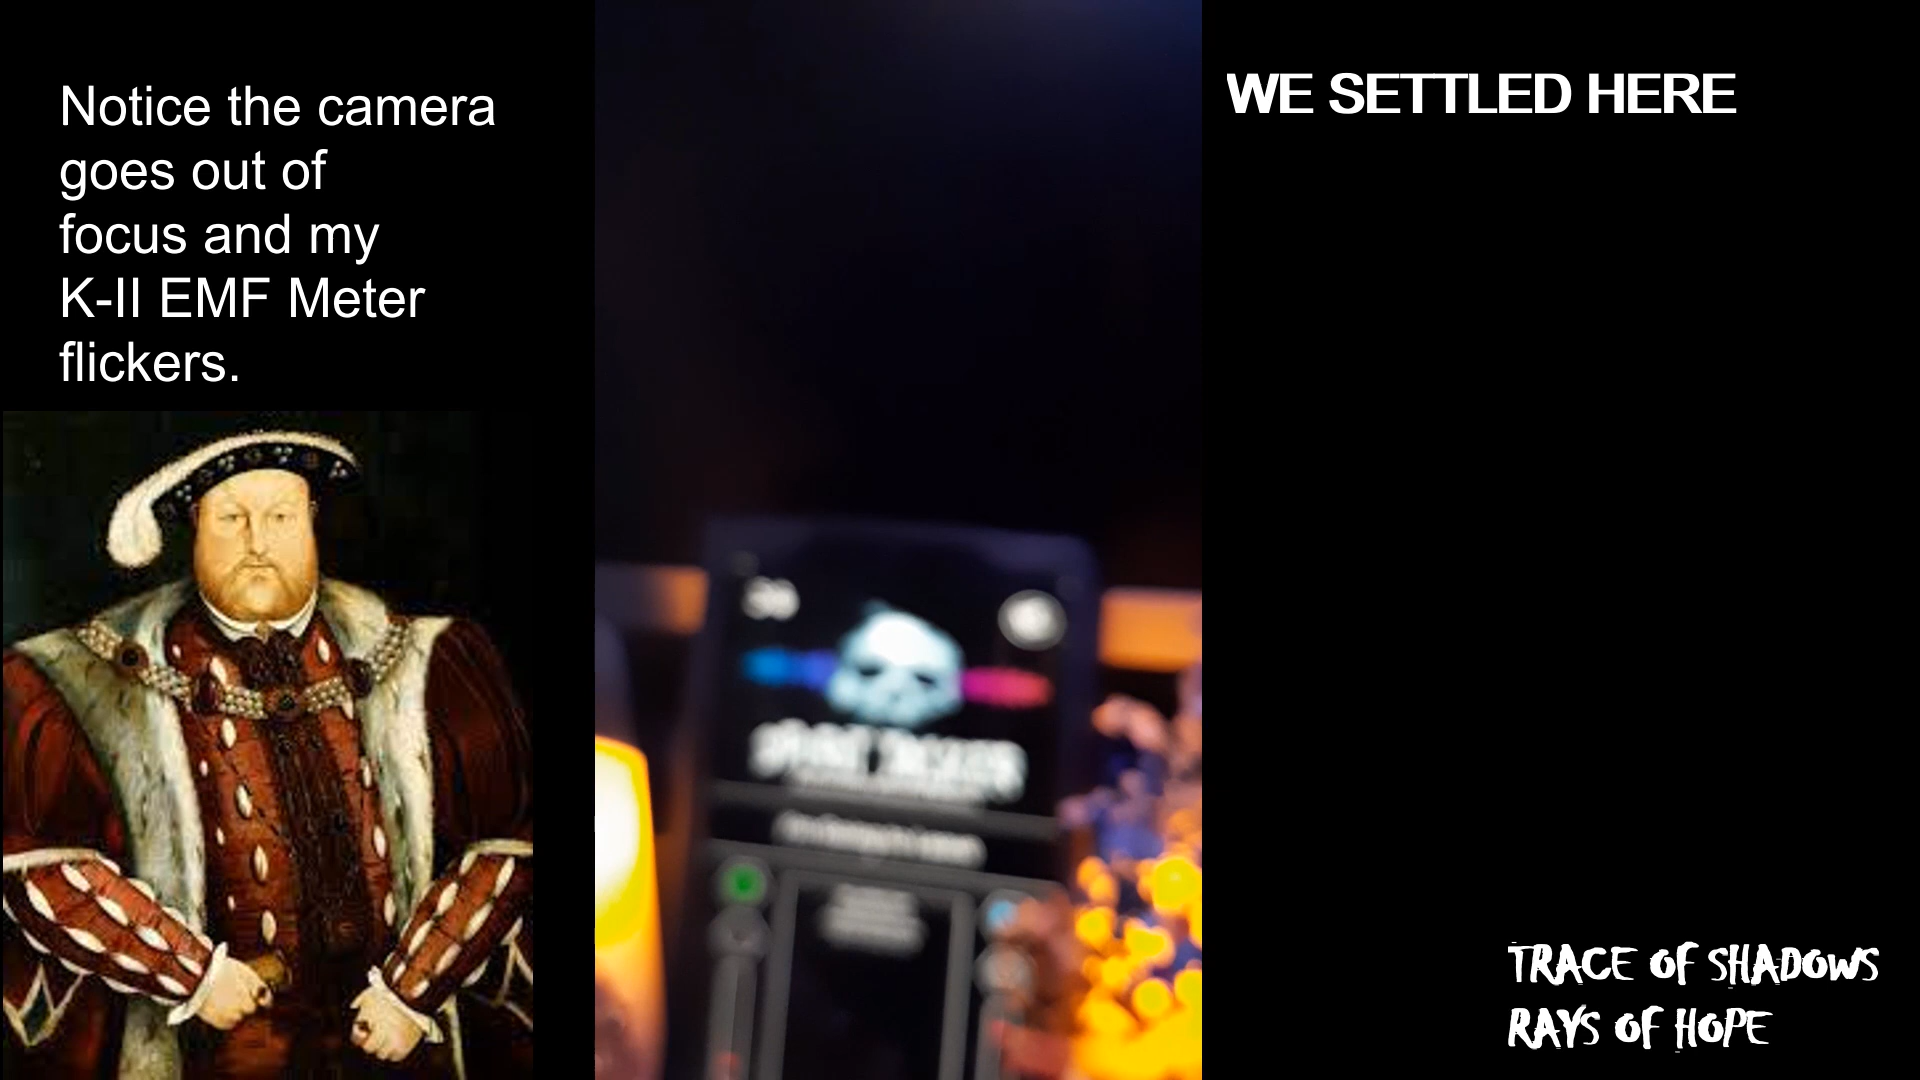 Notice the camera
goes out of
focus and my
K-II EMF Meter
flickers.
WE SETTLED HERE
TRACE OF SHADOWS
RAYS OF HOPE